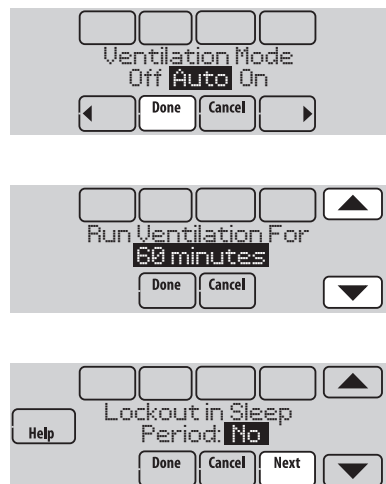 Ventilation Mode
Off Auto On
Done Cancel
Run Ventilation For
60 minutes
Done Cancel
Lockout in Sleep
Help
Period: No
Done Cancel Next